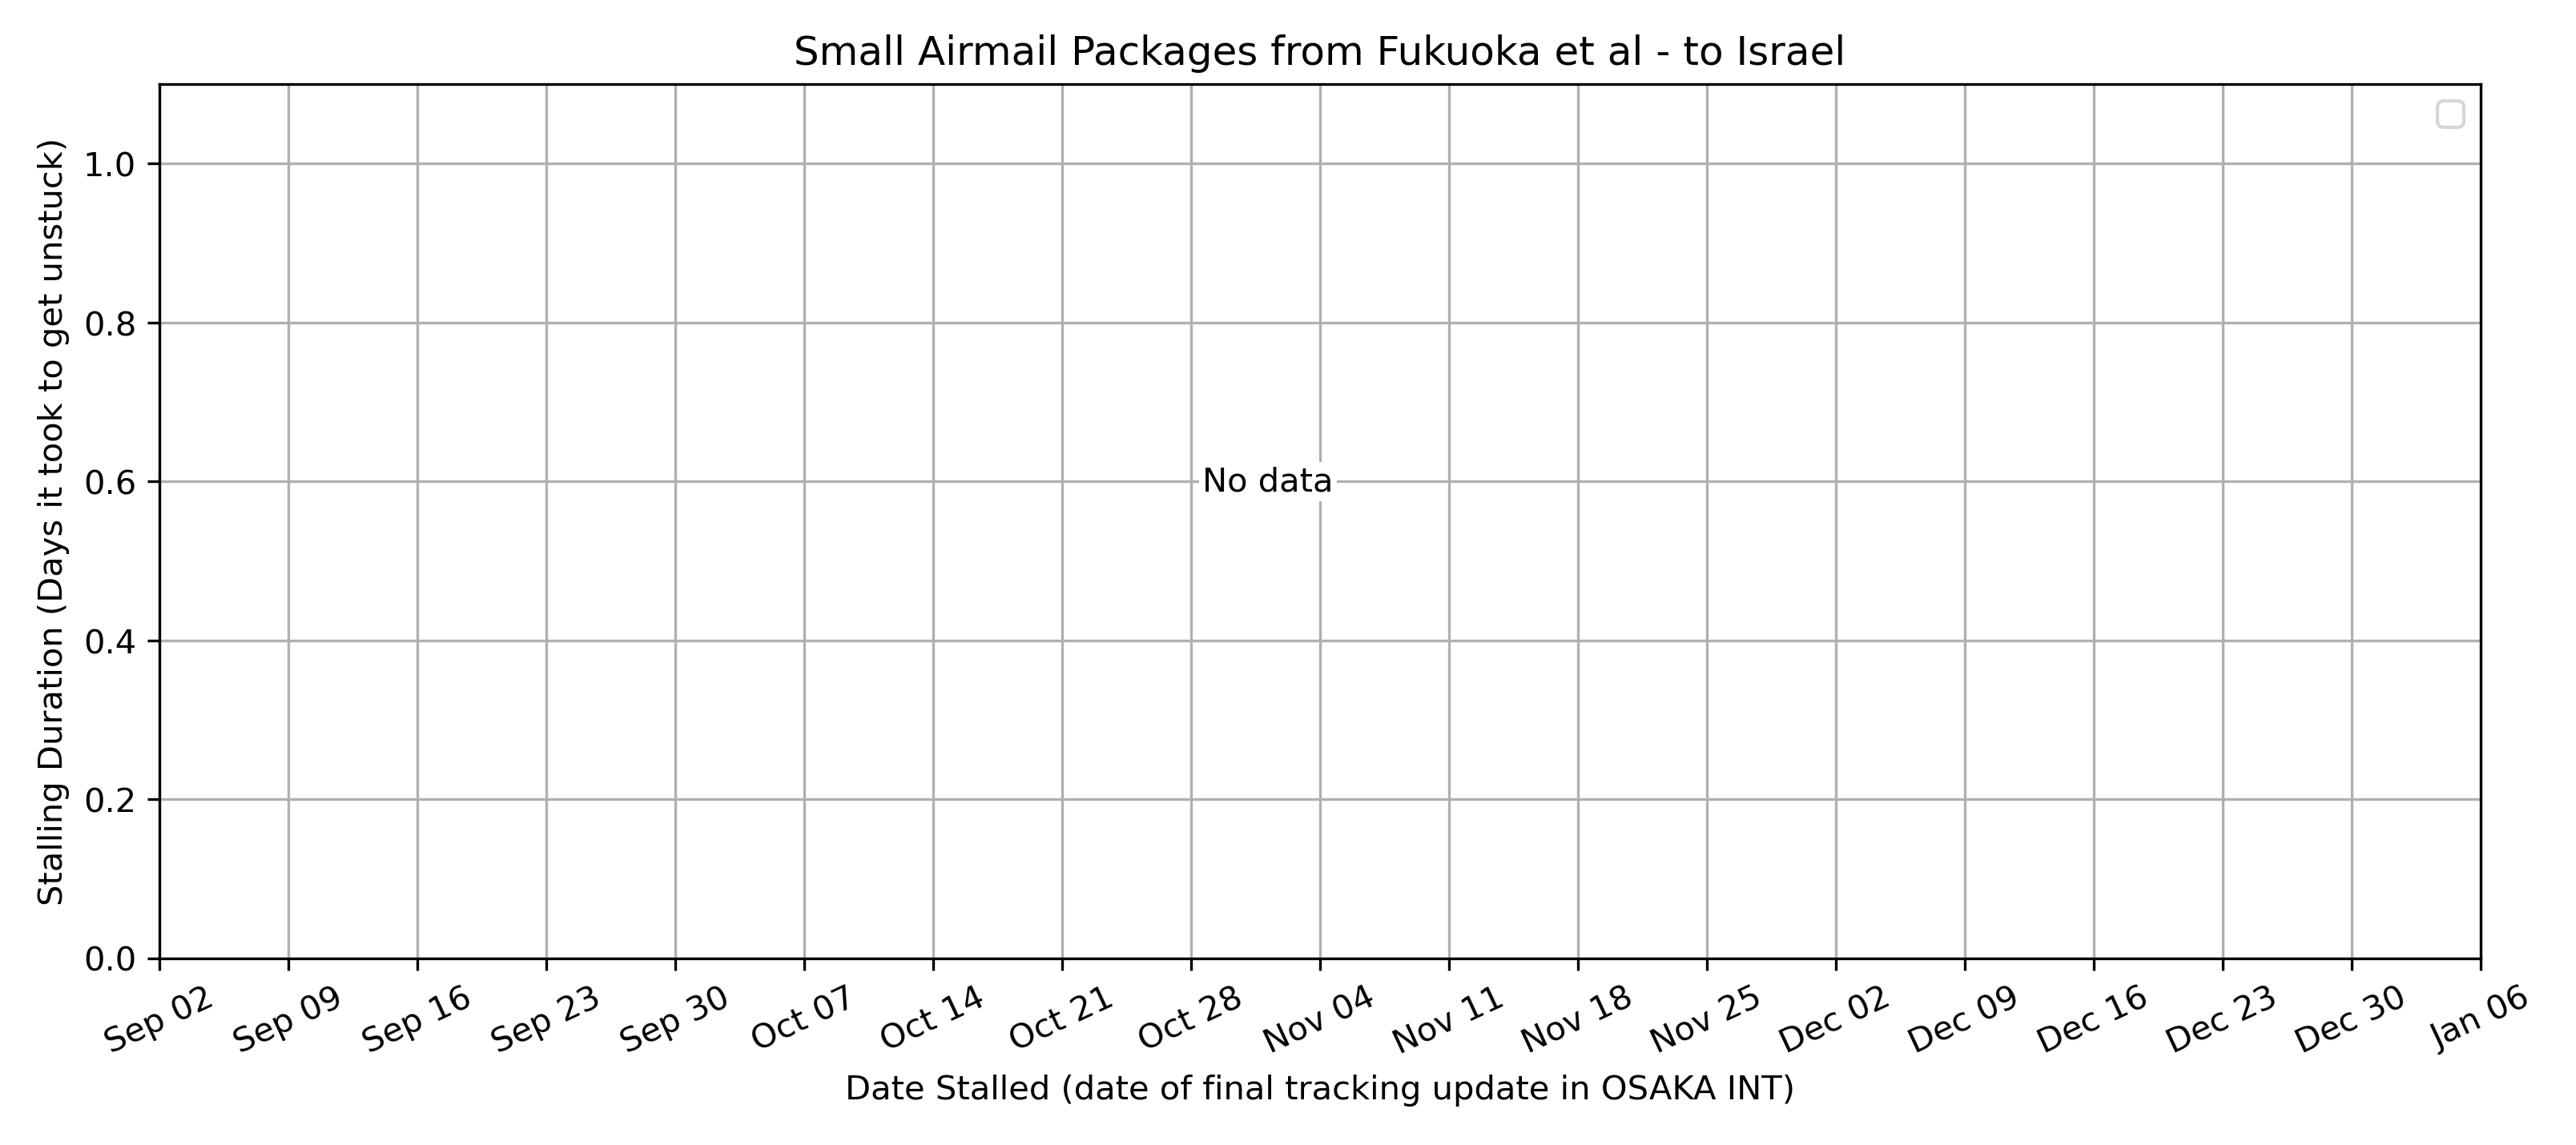 Small Airmail Packages from Fukuoka et al - to Israel
Stalling Duration (Days it took to get unstuck)
1.0
0.8
0.6
0.4
0.2
0.0
No data
Sep 02
Sep 09
Sep 16
Sep 23
Sep 30
Oct 07
Oct 14
Oct 21
Oct 28
Nov 04
Nov 11
Nov 18
Nov 25
Dec 02
Dec 09
Dec 16
Dec 23
Dec 30
Jan 06
Date Stalled (date of final tracking update in OSAKA INT)